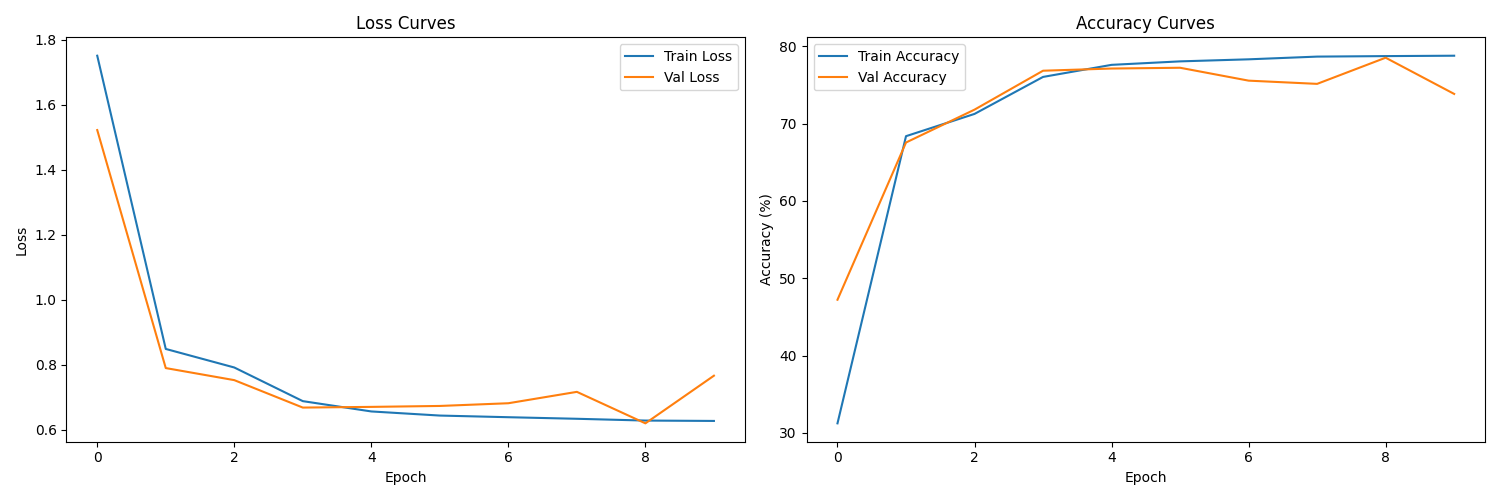 Loss Curves
1.8
1.6
1.4
1.2
1.0
0.8
0.6
Loss
0 2 4 6 8
Epoch
Train Loss
Val Loss
Accuracy Curves
80
70
60
50
40
30
Accuracy (%)
0 2 4 6 8
Epoch
Train Accuracy
Val Accuracy